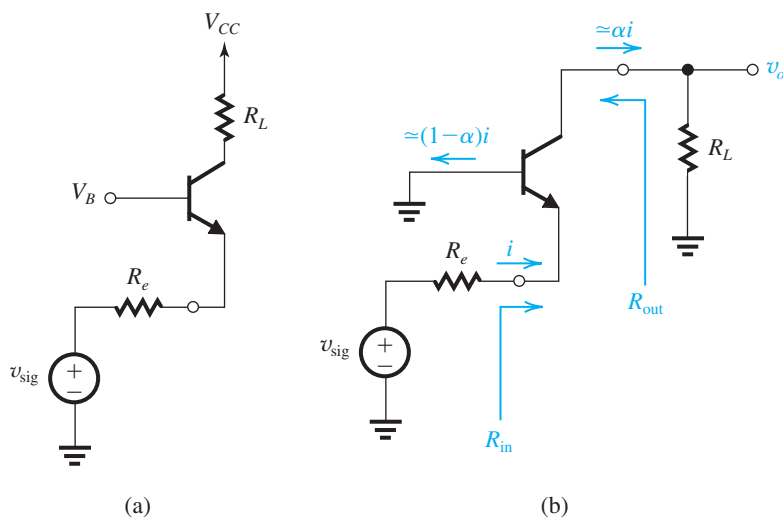 V_CC
R_L
V_B
R_e
v_sig
+
−
(a)
≃αi
v_o
≃(1−α)i
R_L
i
R_e
R_out
v_sig
+
−
R_in
(b)